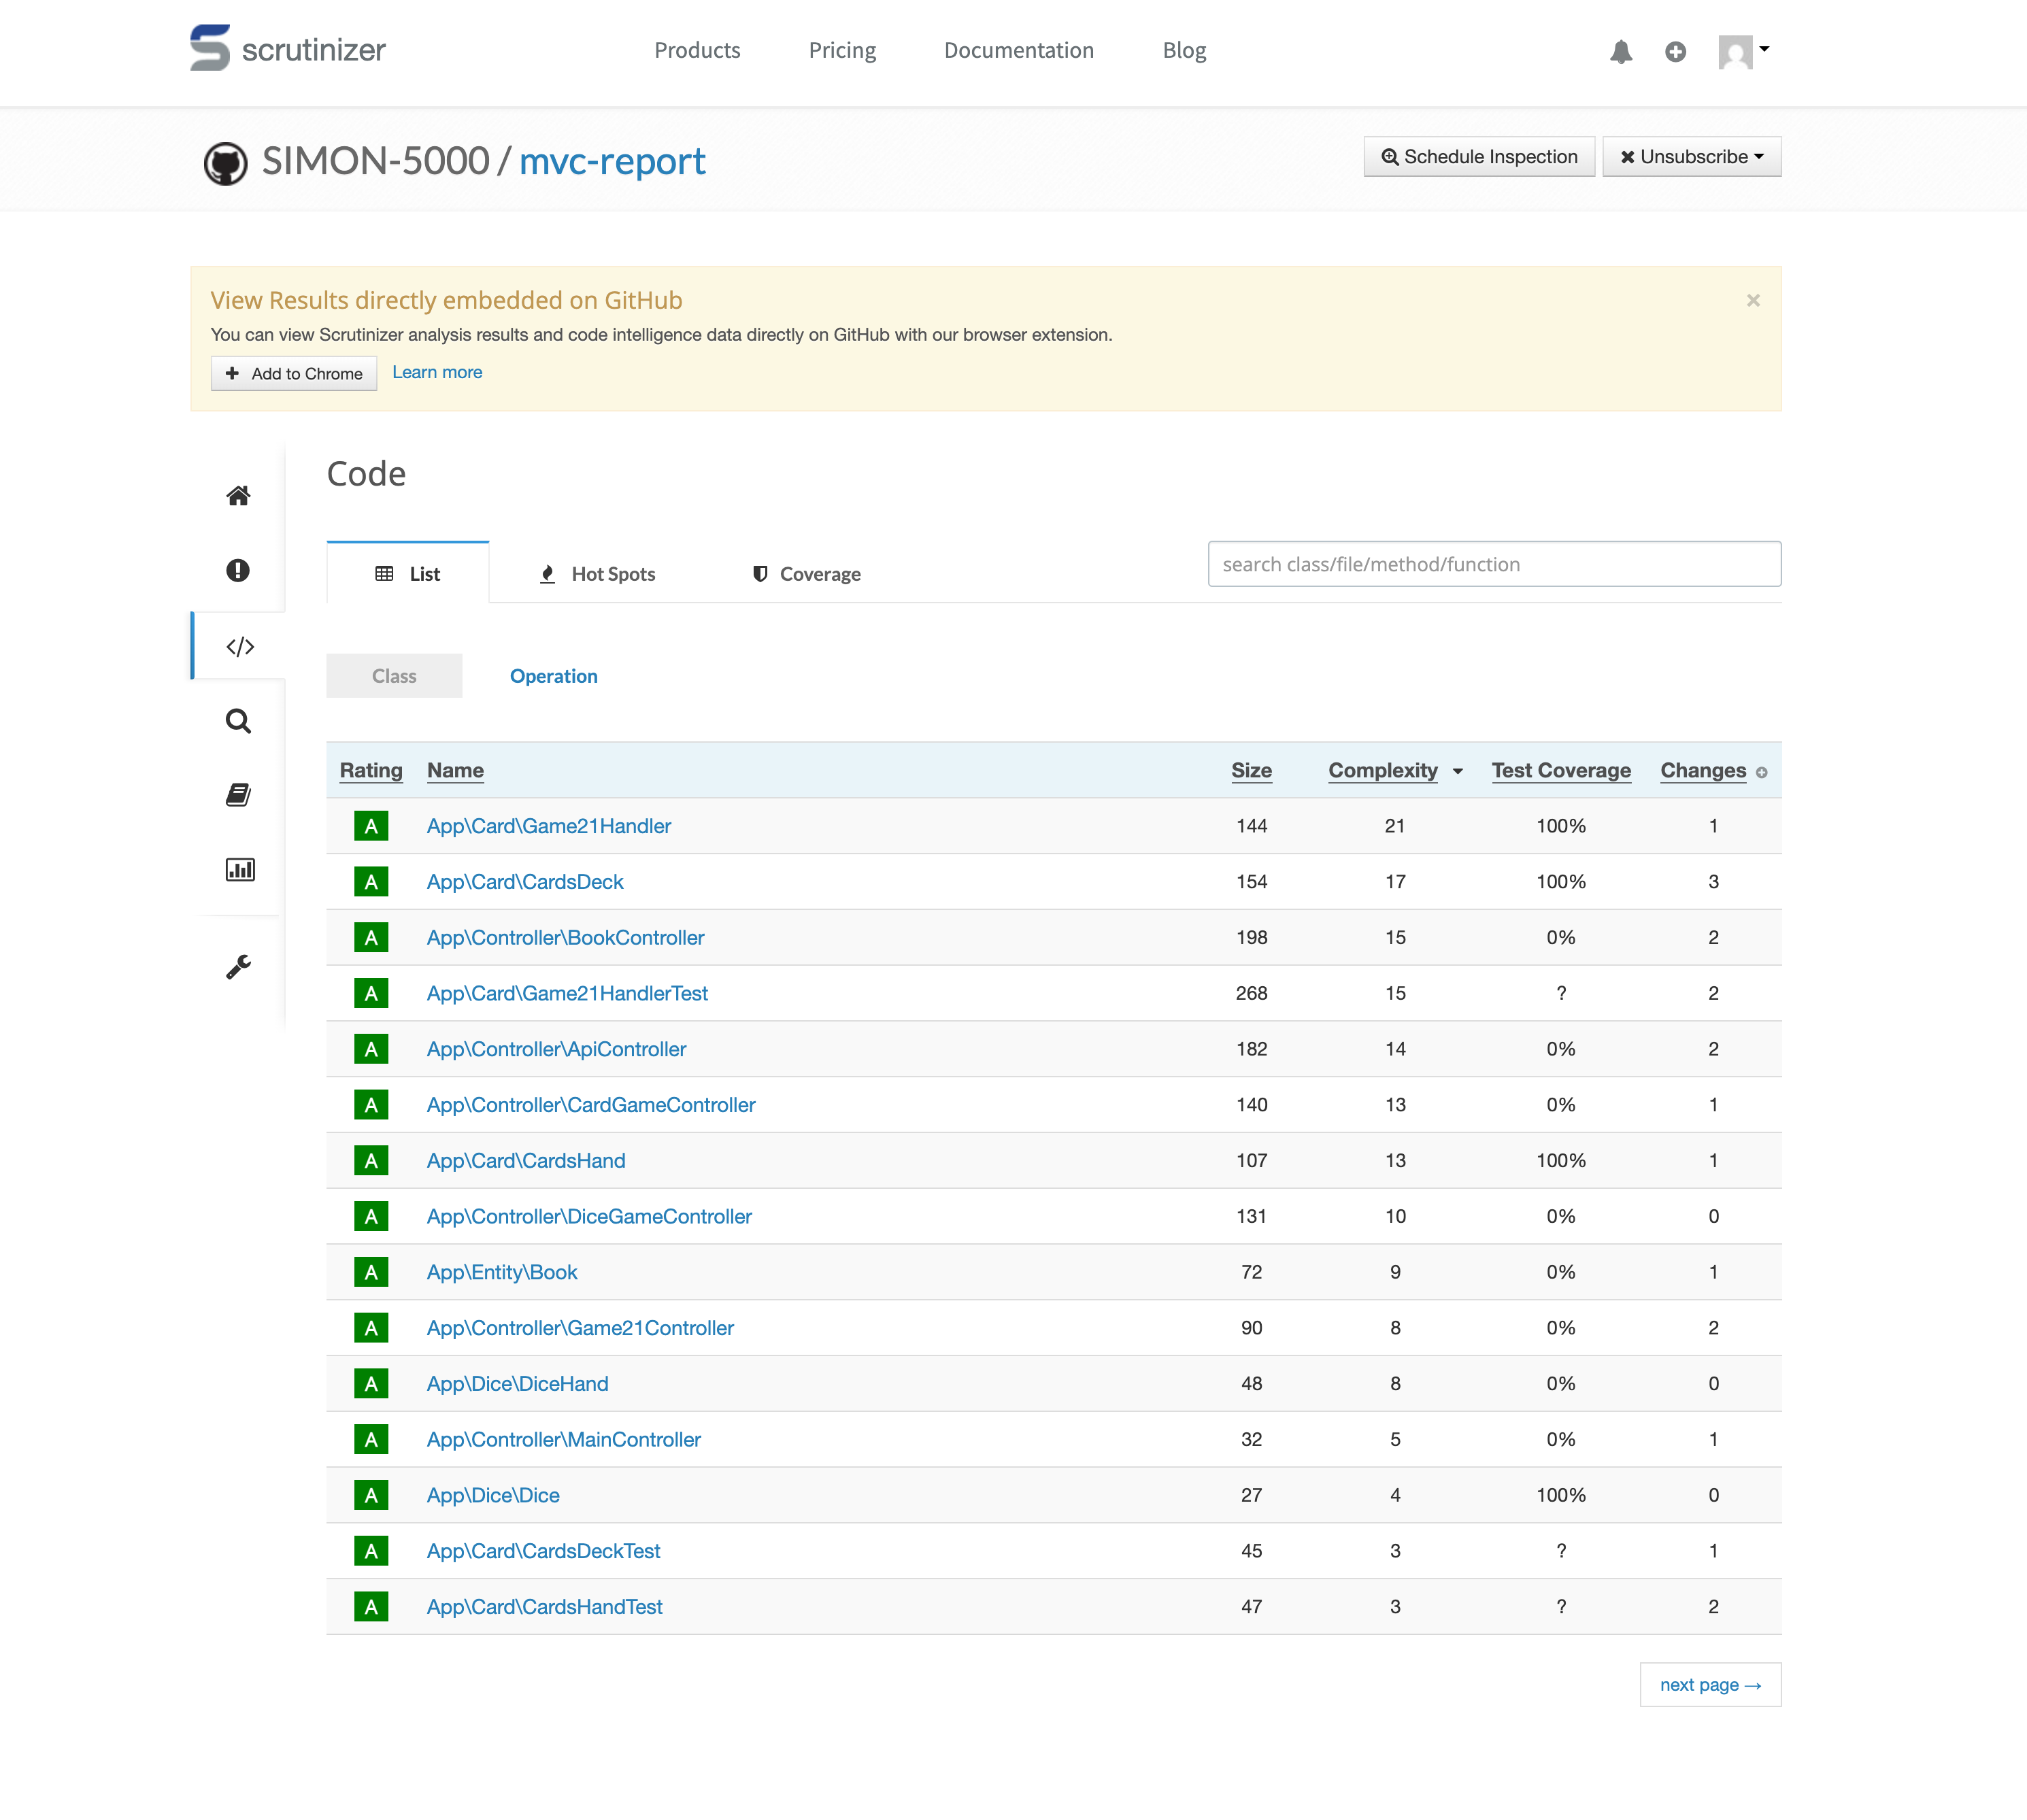 scrutinizer Products Pricing Documentation Blog
SIMON-5000 / mvc-report Schedule Inspection Unsubscribe
View Results directly embedded on GitHub
You can view Scrutinizer analysis results and code intelligence data directly on GitHub with our browser extension.
Add to Chrome Learn more
Code
List Hot Spots Coverage search class/file/method/function
Class Operation
Rating Name Size Complexity Test Coverage Changes
A App\Card\Game21Handler 144 21 100% 1
A App\Card\CardsDeck 154 17 100% 3
A App\Controller\BookController 198 15 0% 2
A App\Card\Game21HandlerTest 268 15 ? 2
A App\Controller\ApiController 182 14 0% 2
A App\Controller\CardGameController 140 13 0% 1
A App\Card\CardsHand 107 13 100% 1
A App\Controller\DiceGameController 131 10 0% 0
A App\Entity\Book 72 9 0% 1
A App\Controller\Game21Controller 90 8 0% 2
A App\Dice\DiceHand 48 8 0% 0
A App\Controller\MainController 32 5 0% 1
A App\Dice\Dice 27 4 100% 0
A App\Card\CardsDeckTest 45 3 ? 1
A App\Card\CardsHandTest 47 3 ? 2
next page →